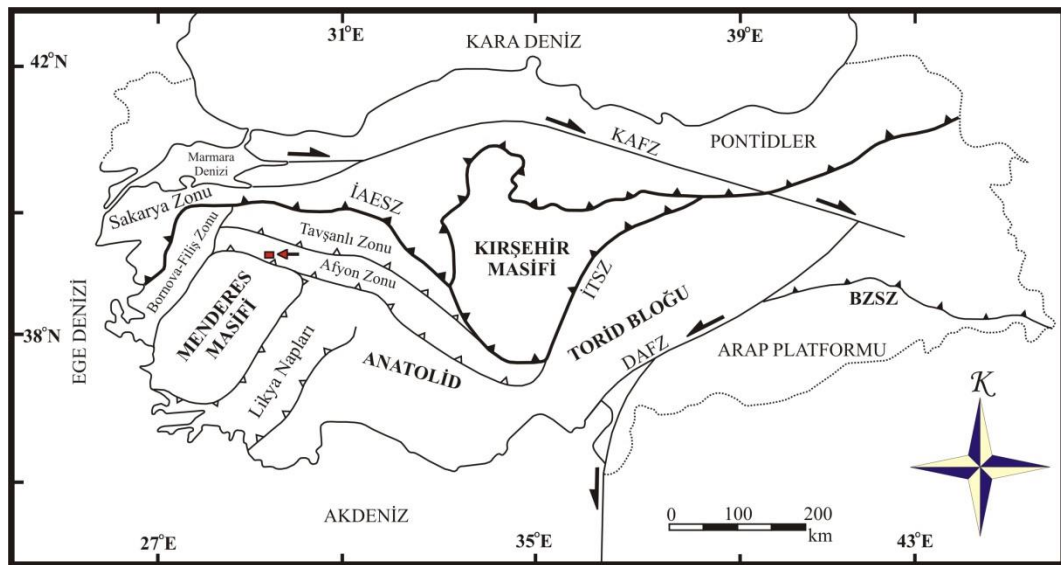 31°E
39°E
42°N
KARA DENİZ
KAFZ
PONTİDLER
Marmara
Denizi
Sakarya Zonu
İAESZ
Bornova-Filiş Zonu
Tavşanlı Zonu
Afyon Zonu
KIRŞEHİR
MASİFİ
İTSZ
EGE DENİZİ
MENDERES
MASİFİ
38°N
Likya Napları
ANATOLİD
TORİD BLOĞU
DAFZ
BZSZ
ARAP PLATFORMU
K
AKDENİZ
0 100 200
km
27°E
35°E
43°E